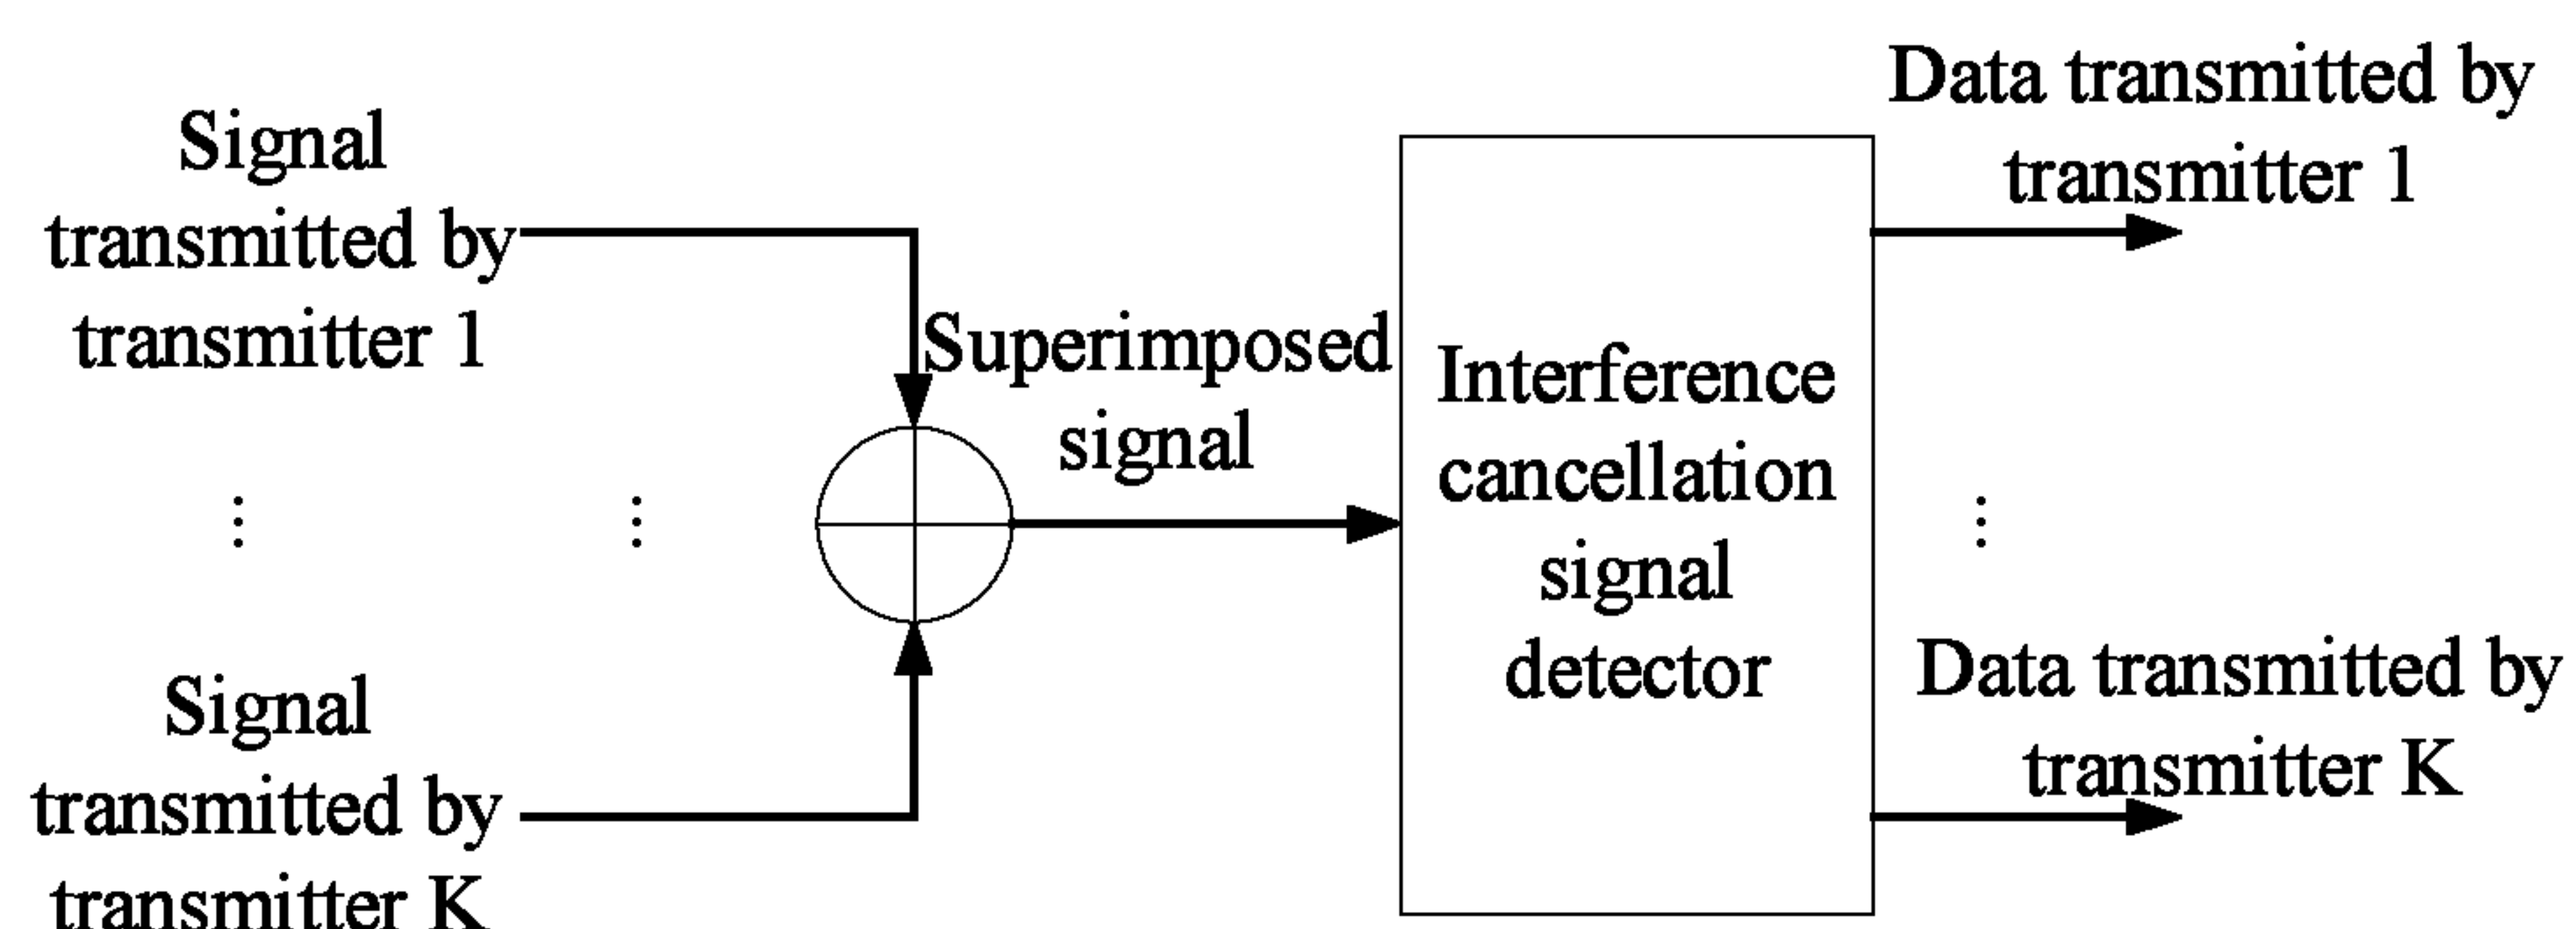 Signal
transmitted by
transmitter 1
Signal
transmitted by
transmitter K
Superimposed
signal
Interference
cancellation
signal
detector
Data transmitted by
transmitter 1
Data transmitted by
transmitter K